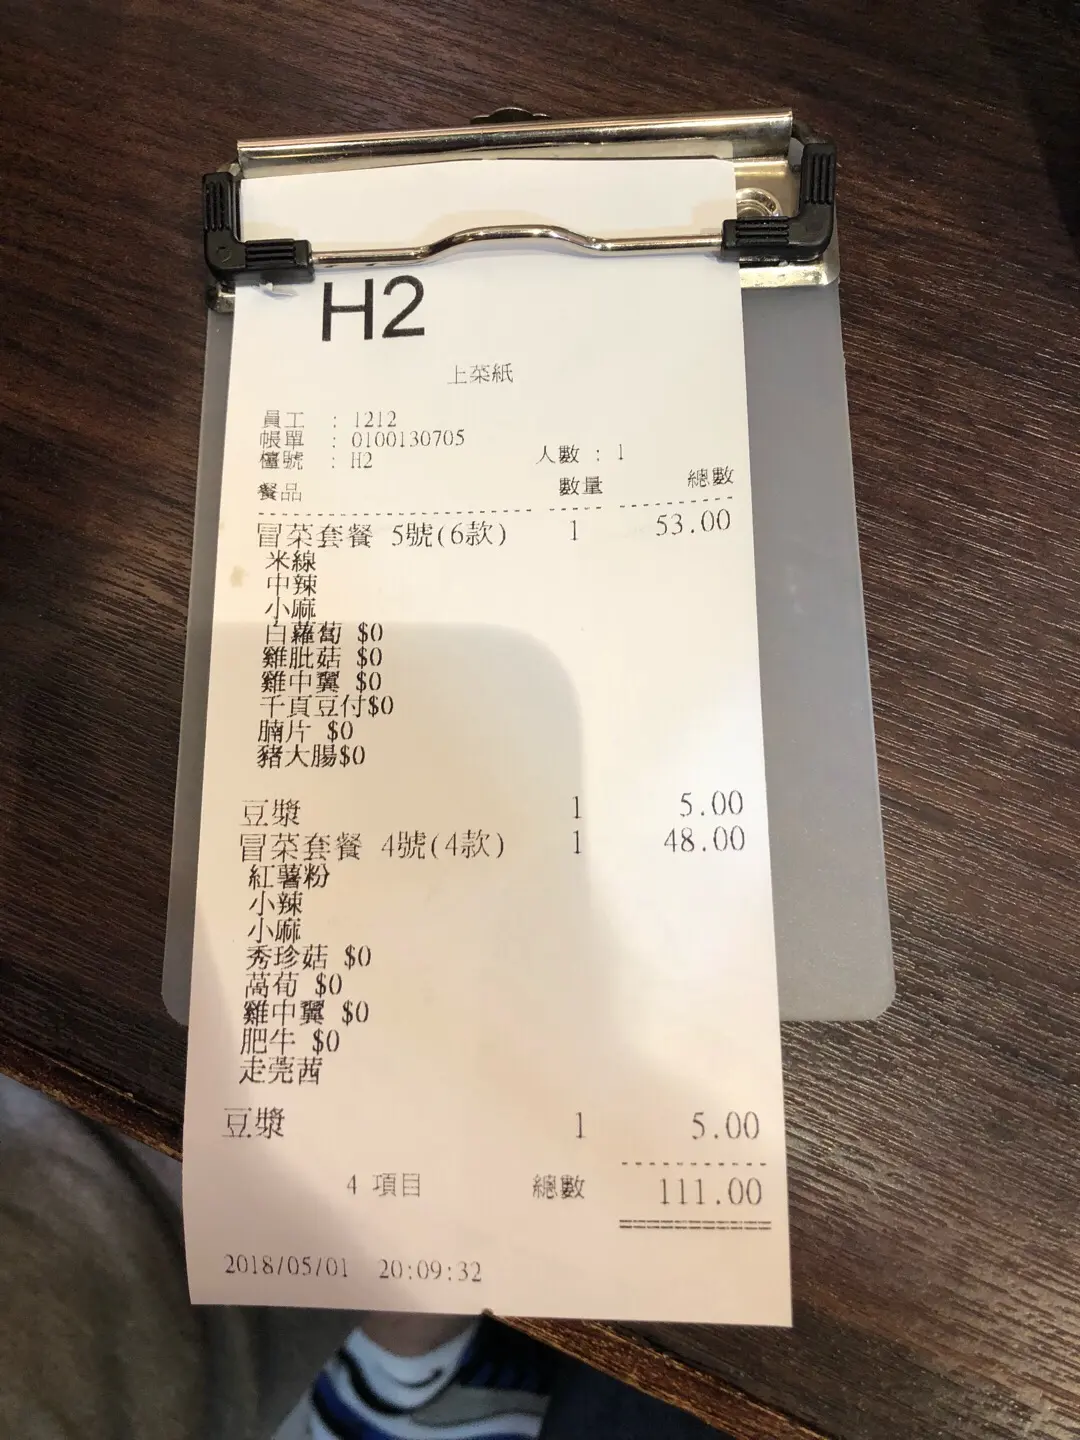 H2
上菜紙
員工 : 1212
帳單 : 0100130705
檯號 : H2 人數 : 1
餐品 數量 總數
冒菜套餐 5號(6款) 1 53.00
米線
中辣
小麻
白蘿蔔 $0
雞肶菇 $0
雞中翼 $0
千頁豆付$0
腩片 $0
豬大腸$0
豆漿 1 5.00
冒菜套餐 4號(4款) 1 48.00
紅薯粉
小辣
小麻
秀珍菇 $0
萵荀 $0
雞中翼 $0
肥牛 $0
走莞茜
豆漿 1 5.00
4 項目 總數 111.00
2018/05/01 20:09:32